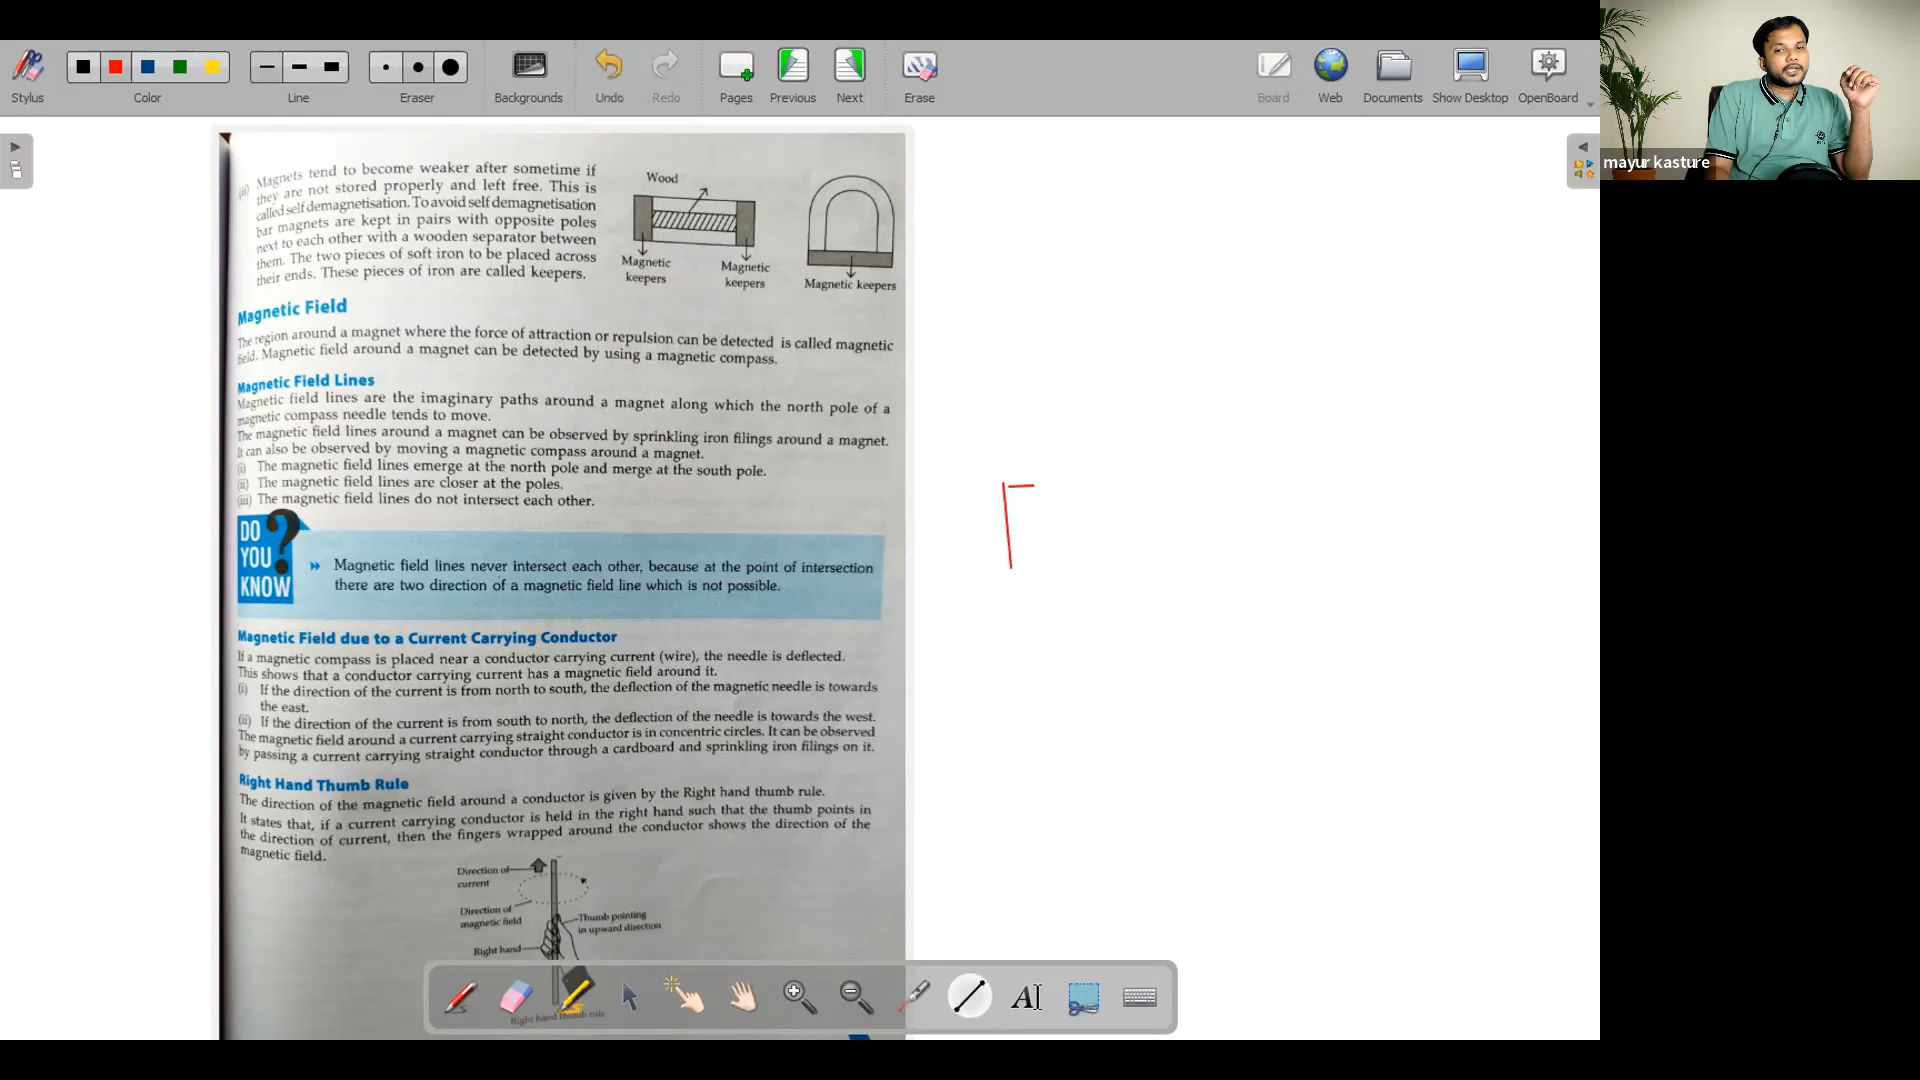 Stylus
Color
Line
Eraser
Backgrounds
Undo
Redo
Pages
Previous
Next
Erase
Board
Web
Documents
Show Desktop
OpenBoard
mayur kasture
(ii) Magnets tend to become weaker after sometime if
they are not stored properly and left free. This is
called self demagnetisation. To avoid self demagnetisation
bar magnets are kept in pairs with opposite poles
next to each other with a wooden separator between
them. The two pieces of soft iron to be placed across
their ends. These pieces of iron are called keepers.
Wood
Magnetic
keepers
Magnetic
keepers
Magnetic keepers
Magnetic Field
The region around a magnet where the force of attraction or repulsion can be detected is called magnetic
field. Magnetic field around a magnet can be detected by using a magnetic compass.
Magnetic Field Lines
Magnetic field lines are the imaginary paths around a magnet along which the north pole of a
magnetic compass needle tends to move.
The magnetic field lines around a magnet can be observed by sprinkling iron filings around a magnet.
It can also be observed by moving a magnetic compass around a magnet.
(i) The magnetic field lines emerge at the north pole and merge at the south pole.
(ii) The magnetic field lines are closer at the poles.
(iii) The magnetic field lines do not intersect each other.
DO
YOU
KNOW
?
Magnetic field lines never intersect each other, because at the point of intersection
there are two direction of a magnetic field line which is not possible.
Magnetic Field due to a Current Carrying Conductor
If a magnetic compass is placed near a conductor carrying current (wire), the needle is deflected.
This shows that a conductor carrying current has a magnetic field around it.
(i) If the direction of the current is from north to south, the deflection of the magnetic needle is towards
the east.
(ii) If the direction of the current is from south to north, the deflection of the needle is towards the west.
The magnetic field around a current carrying straight conductor is in concentric circles. It can be observed
by passing a current carrying straight conductor through a cardboard and sprinkling iron filings on it.
Right Hand Thumb Rule
The direction of the magnetic field around a conductor is given by the Right hand thumb rule.
It states that, if a current carrying conductor is held in the right hand such that the thumb points in
the direction of current, then the fingers wrapped around the conductor shows the direction of the
magnetic field.
Direction of
current
Direction of
magnetic field
Thumb pointing
in upward direction
Right hand
Right hand thumb rule
AI